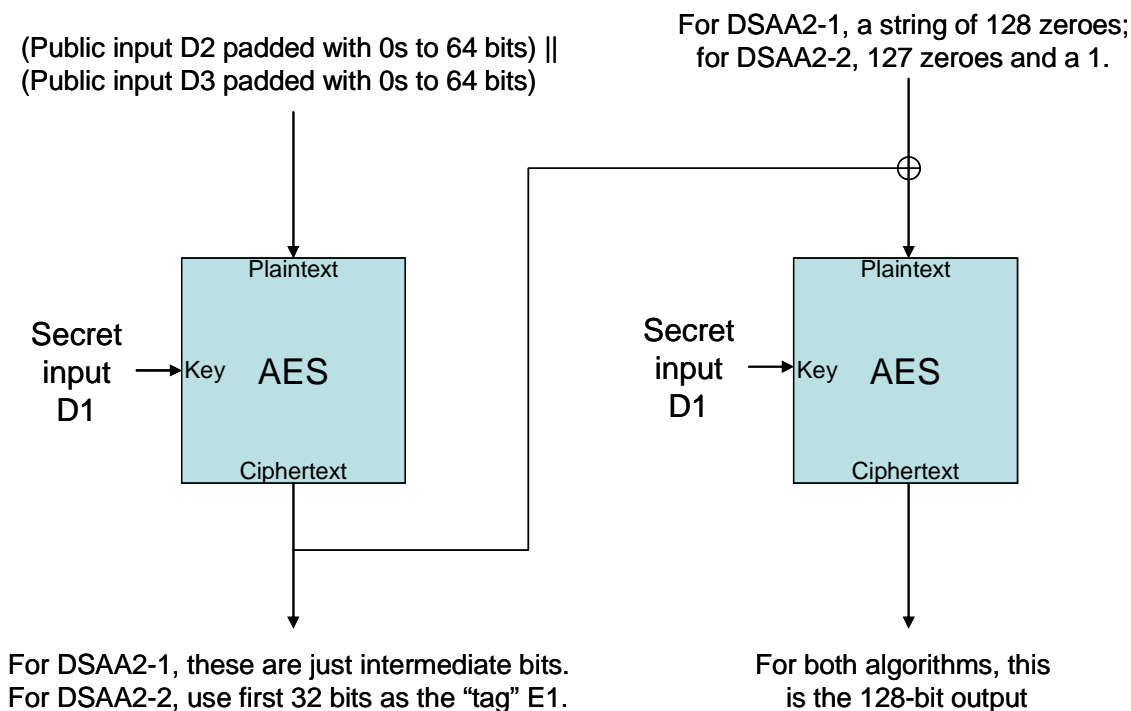 (Public input D2 padded with 0s to 64 bits) ||
(Public input D3 padded with 0s to 64 bits)
For DSAA2-1, a string of 128 zeroes;
for DSAA2-2, 127 zeroes and a 1.
Plaintext
Secret
input
D1
Key
AES
Ciphertext
Plaintext
Secret
input
D1
Key
AES
Ciphertext
For DSAA2-1, these are just intermediate bits.
For DSAA2-2, use first 32 bits as the “tag” E1.
For both algorithms, this
is the 128-bit output